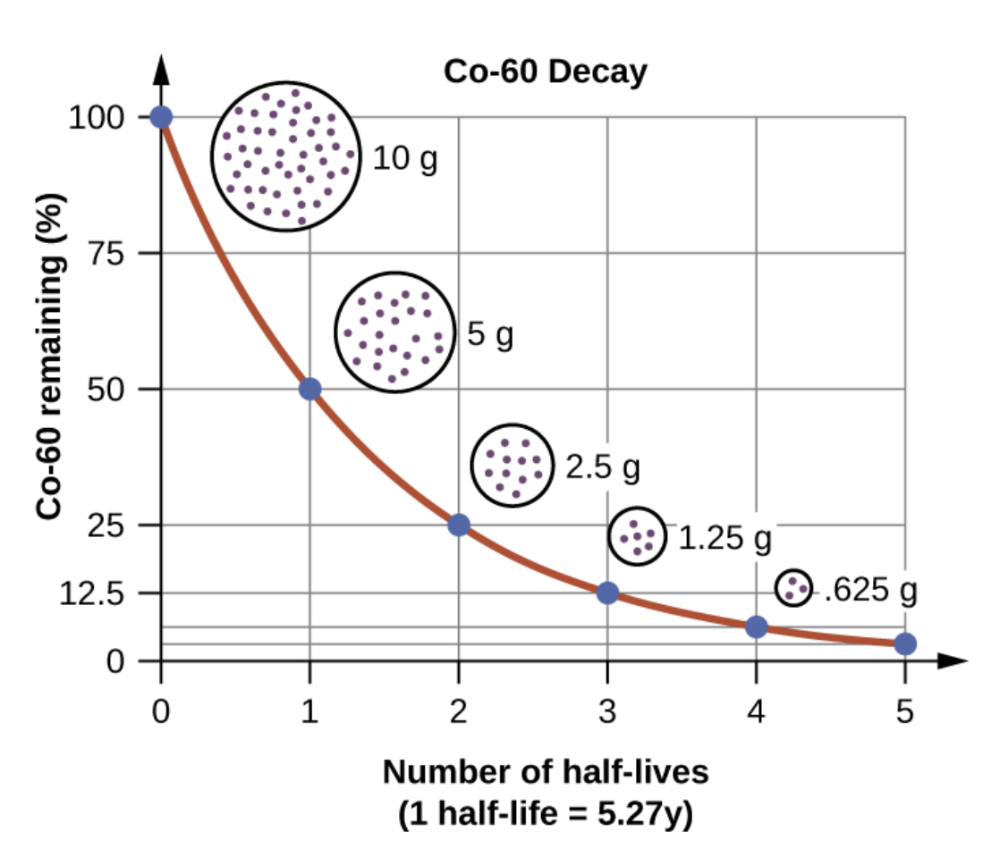 Co-60 Decay
Co-60 remaining (%)
100
75
50
25
12.5
0
10 g
5 g
2.5 g
1.25 g
.625 g
0
1
2
3
4
5
Number of half-lives
(1 half-life = 5.27y)